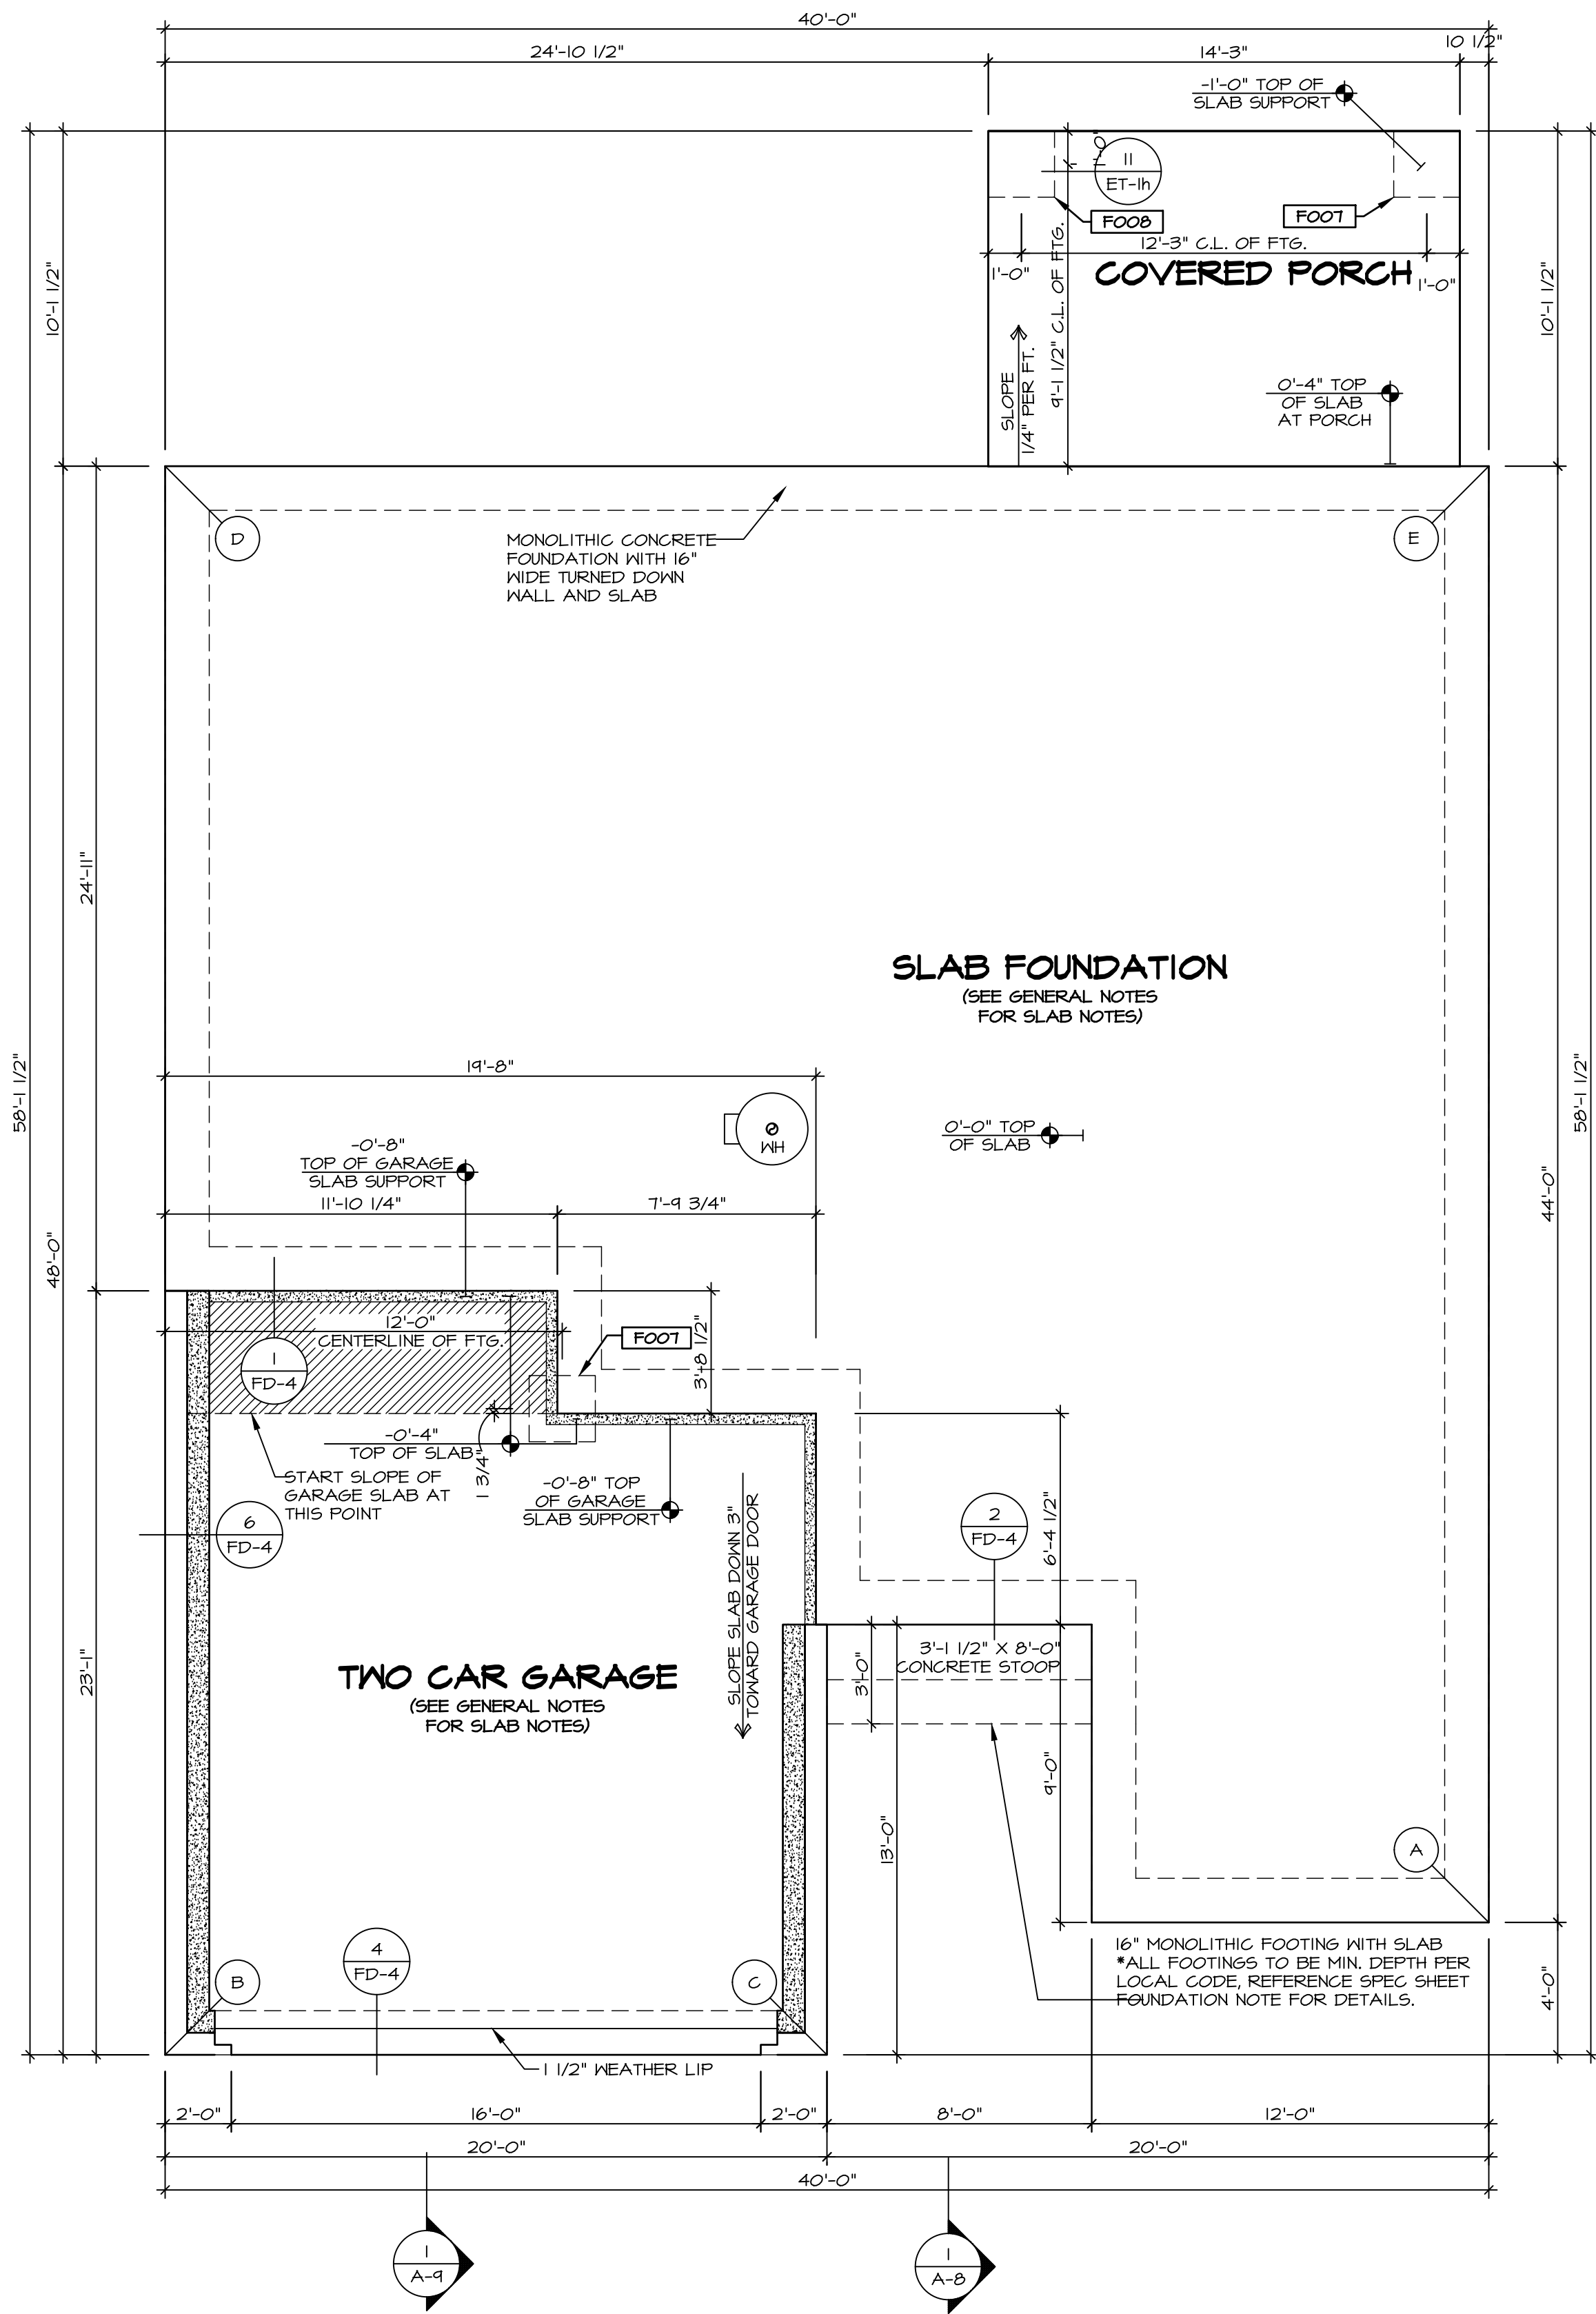 40'-0"
24'-10 1/2"
14'-3"
10 1/2"
-1'-0" TOP OF
SLAB SUPPORT
1'-0"
11
ET-1h
F008
F007
12'-3" C.L. OF FTG.
COVERED PORCH
1'-0"
1'-0"
10'-1 1/2"
10'-1 1/2"
9'-1 1/2" C.L. OF FTG.
SLOPE
1/4" PER FT.
0'-4" TOP
OF SLAB
AT PORCH
D
E
MONOLITHIC CONCRETE
FOUNDATION WITH 16"
WIDE TURNED DOWN
WALL AND SLAB
24'-11"
SLAB FOUNDATION
(SEE GENERAL NOTES
FOR SLAB NOTES)
58'-1 1/2"
58'-1 1/2"
19'-8"
WH
0'-0" TOP
OF SLAB
-0'-8"
TOP OF GARAGE
SLAB SUPPORT
11'-10 1/4"
7'-9 3/4"
44'-0"
48'-0"
12'-0"
CENTERLINE OF FTG.
F007
3'-8 1/2"
1
FD-4
-0'-4"
TOP OF SLAB
1 3/4"
START SLOPE OF
GARAGE SLAB AT
THIS POINT
-0'-8" TOP
OF GARAGE
SLAB SUPPORT
6
FD-4
SLOPE SLAB DOWN 3"
TOWARD GARAGE DOOR
2
FD-4
6'-4 1/2"
3'-1 1/2" X 8'-0"
CONCRETE STOOP
3'-0"
23'-1"
TWO CAR GARAGE
(SEE GENERAL NOTES
FOR SLAB NOTES)
9'-0"
13'-0"
A
16" MONOLITHIC FOOTING WITH SLAB
*ALL FOOTINGS TO BE MIN. DEPTH PER
LOCAL CODE, REFERENCE SPEC SHEET
FOUNDATION NOTE FOR DETAILS.
4'-0"
4
FD-4
B
C
1 1/2" WEATHER LIP
2'-0"
16'-0"
2'-0"
8'-0"
12'-0"
20'-0"
20'-0"
40'-0"
1
A-9
1
A-8